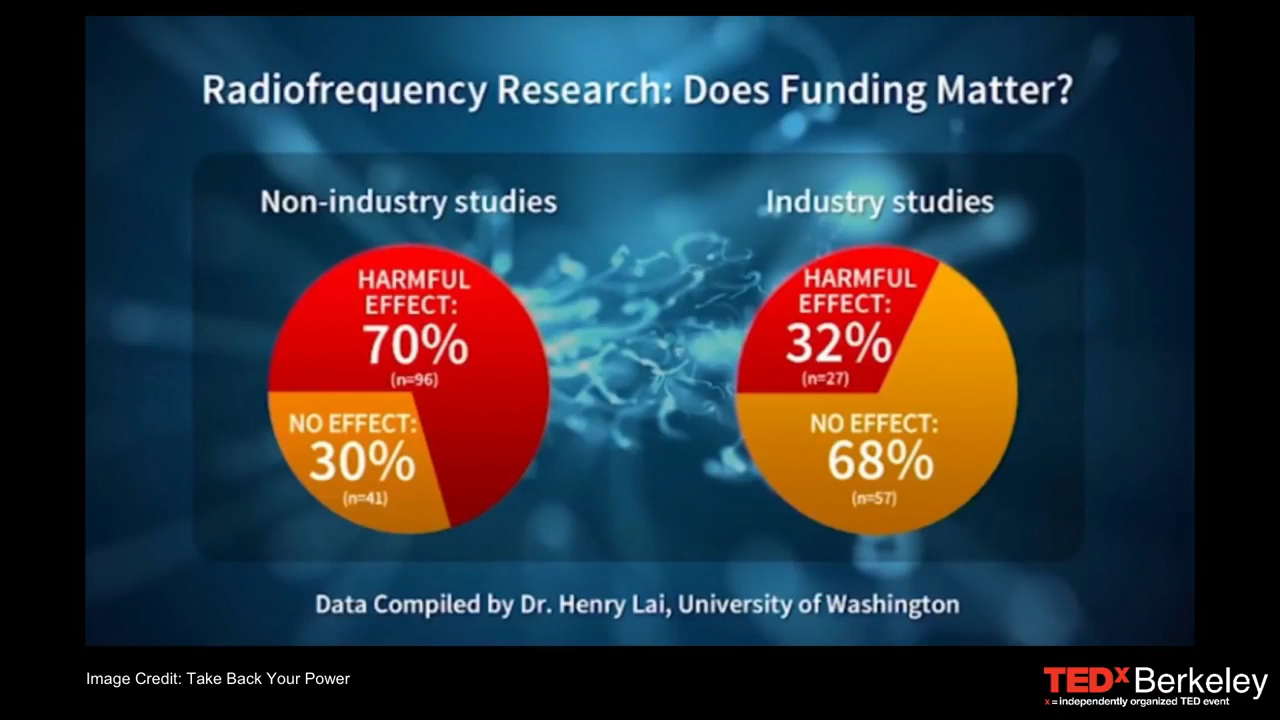 Radiofrequency Research: Does Funding Matter?
Non-industry studies
HARMFUL
EFFECT:
70%
(n=96)
NO EFFECT:
30%
(n=41)
Industry studies
HARMFUL
EFFECT:
32%
(n=27)
NO EFFECT:
68%
(n=57)
Data Compiled by Dr. Henry Lai, University of Washington
Image Credit: Take Back Your Power
TEDx Berkeley
x = independently organized TED event